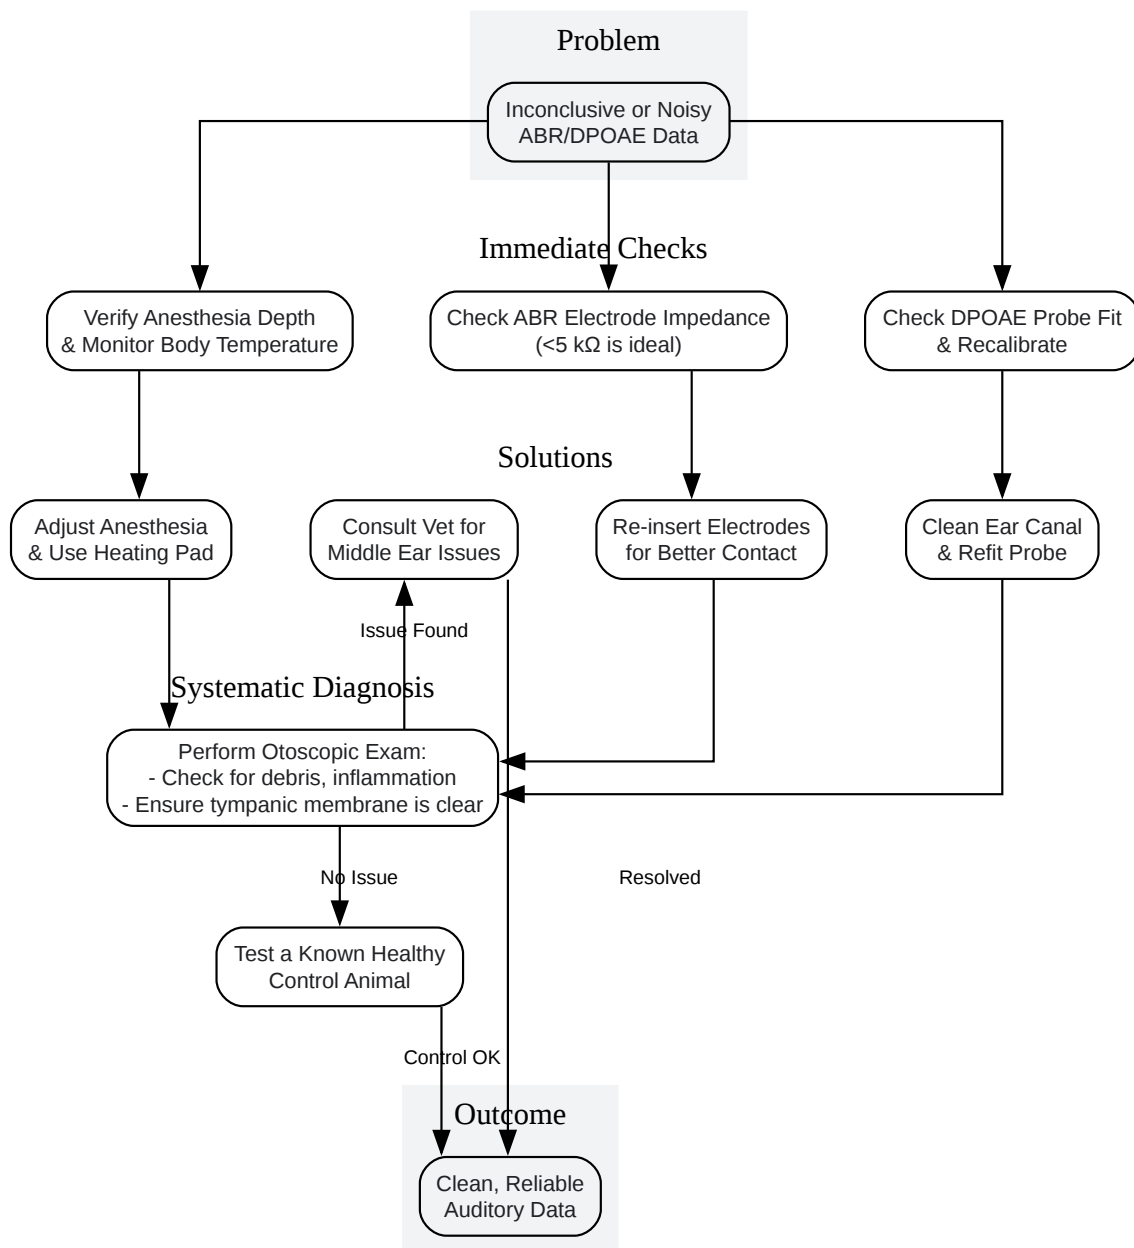 Problem
Inconclusive or Noisy
ABR/DPOAE Data
Immediate Checks
Verify Anesthesia Depth
& Monitor Body Temperature
Check ABR Electrode Impedance
(<5 kΩ is ideal)
Check DPOAE Probe Fit
& Recalibrate
Solutions
Adjust Anesthesia
& Use Heating Pad
Consult Vet for
Middle Ear Issues
Re-insert Electrodes
for Better Contact
Clean Ear Canal
& Refit Probe
Issue Found
Systematic Diagnosis
Perform Otoscopic Exam:
- Check for debris, inflammation
- Ensure tympanic membrane is clear
No Issue
Resolved
Test a Known Healthy
Control Animal
Control OK
Outcome
Clean, Reliable
Auditory Data